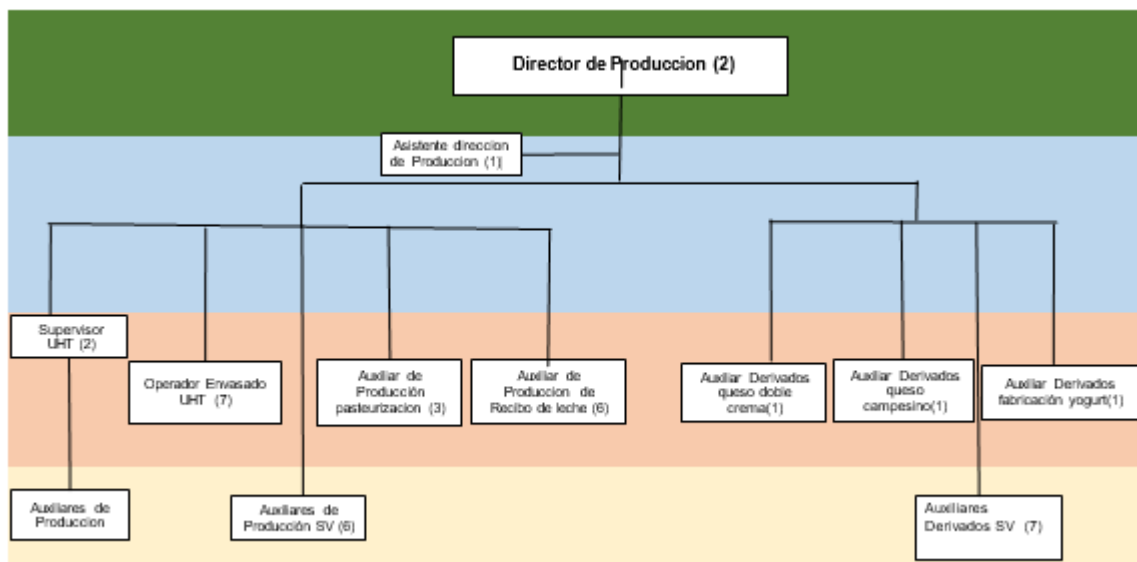 Director de Produccion (2)
Asistente direccion
de Produccion (1)
Supervisor
UHT (2)
Operador Envasado
UHT (7)
Auxiliar de
Producción
pasteurizacion (3)
Auxiliar de
Produccion de
Recibo de leche (6)
Auxiliar Derivados
queso doble
crema(1)
Auxiliar Derivados
queso
campesino(1)
Auxiliar Derivados
fabricación yogurt(1)
Auxiliares de
Produccion
Auxiliares de
Producción SV (6)
Auxiliares
Derivados SV (7)